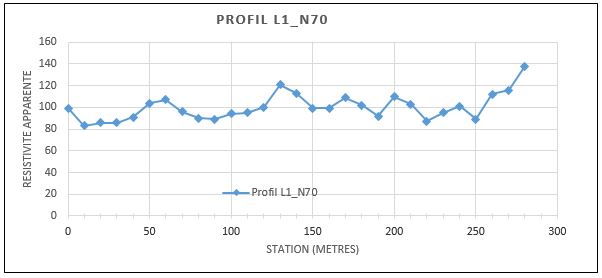 PROFIL L1_N70
160
140
120
100
80
60
40
20
0
RESISTIVITE APPARENTE
Profil L1_N70
0 50 100 150 200 250 300
STATION (METRES)